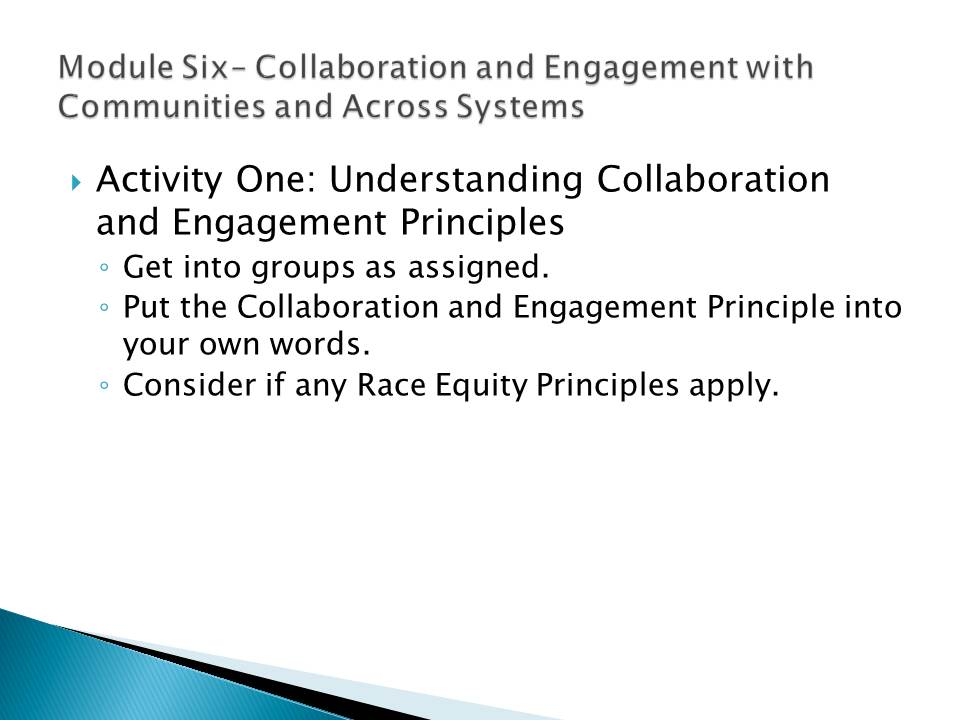 Module Six– Collaboration and Engagement with
Communities and Across Systems
Activity One: Understanding Collaboration
and Engagement Principles
Get into groups as assigned.
Put the Collaboration and Engagement Principle into
your own words.
Consider if any Race Equity Principles apply.